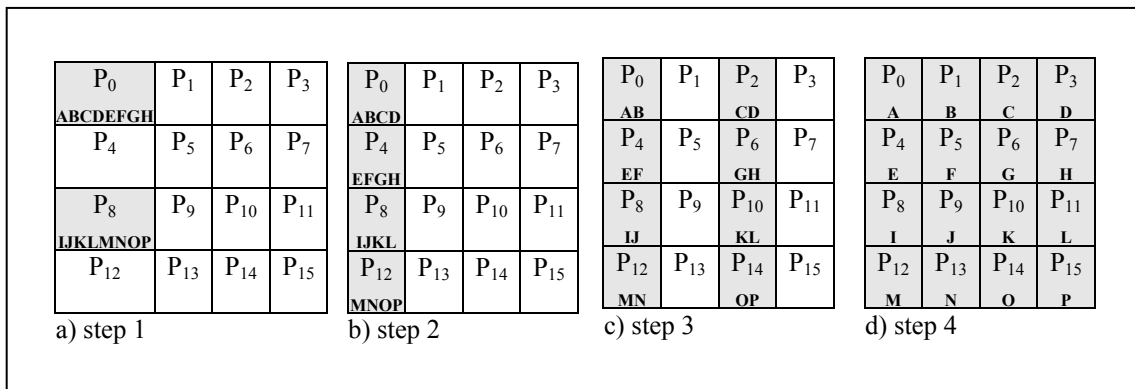 P₀ P₁ P₂ P₃
ABCDEFGH
P₄ P₅ P₆ P₇
P₈ P₉ P₁₀ P₁₁
IJKLMNOP
P₁₂ P₁₃ P₁₄ P₁₅
a) step 1
P₀ P₁ P₂ P₃
ABCD
P₄ P₅ P₆ P₇
EFGH
P₈ P₉ P₁₀ P₁₁
IJKL
P₁₂ P₁₃ P₁₄ P₁₅
MNOP
b) step 2
P₀ P₁ P₂ P₃
AB CD
P₄ P₅ P₆ P₇
EF GH
P₈ P₉ P₁₀ P₁₁
IJ KL
P₁₂ P₁₃ P₁₄ P₁₅
MN OP
c) step 3
P₀ P₁ P₂ P₃
A B C D
P₄ P₅ P₆ P₇
E F G H
P₈ P₉ P₁₀ P₁₁
I J K L
P₁₂ P₁₃ P₁₄ P₁₅
M N O P
d) step 4